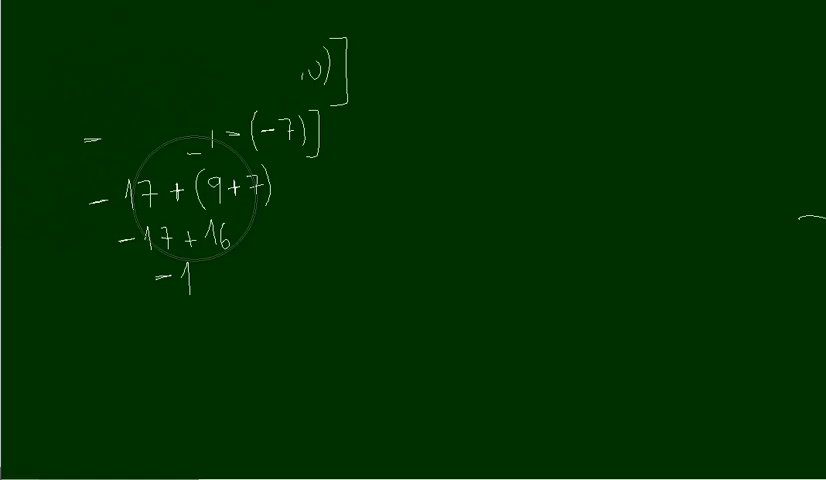 0)]
= - 1 - (-7)]
- 17 + (9+7)
-17 + 16
= 1